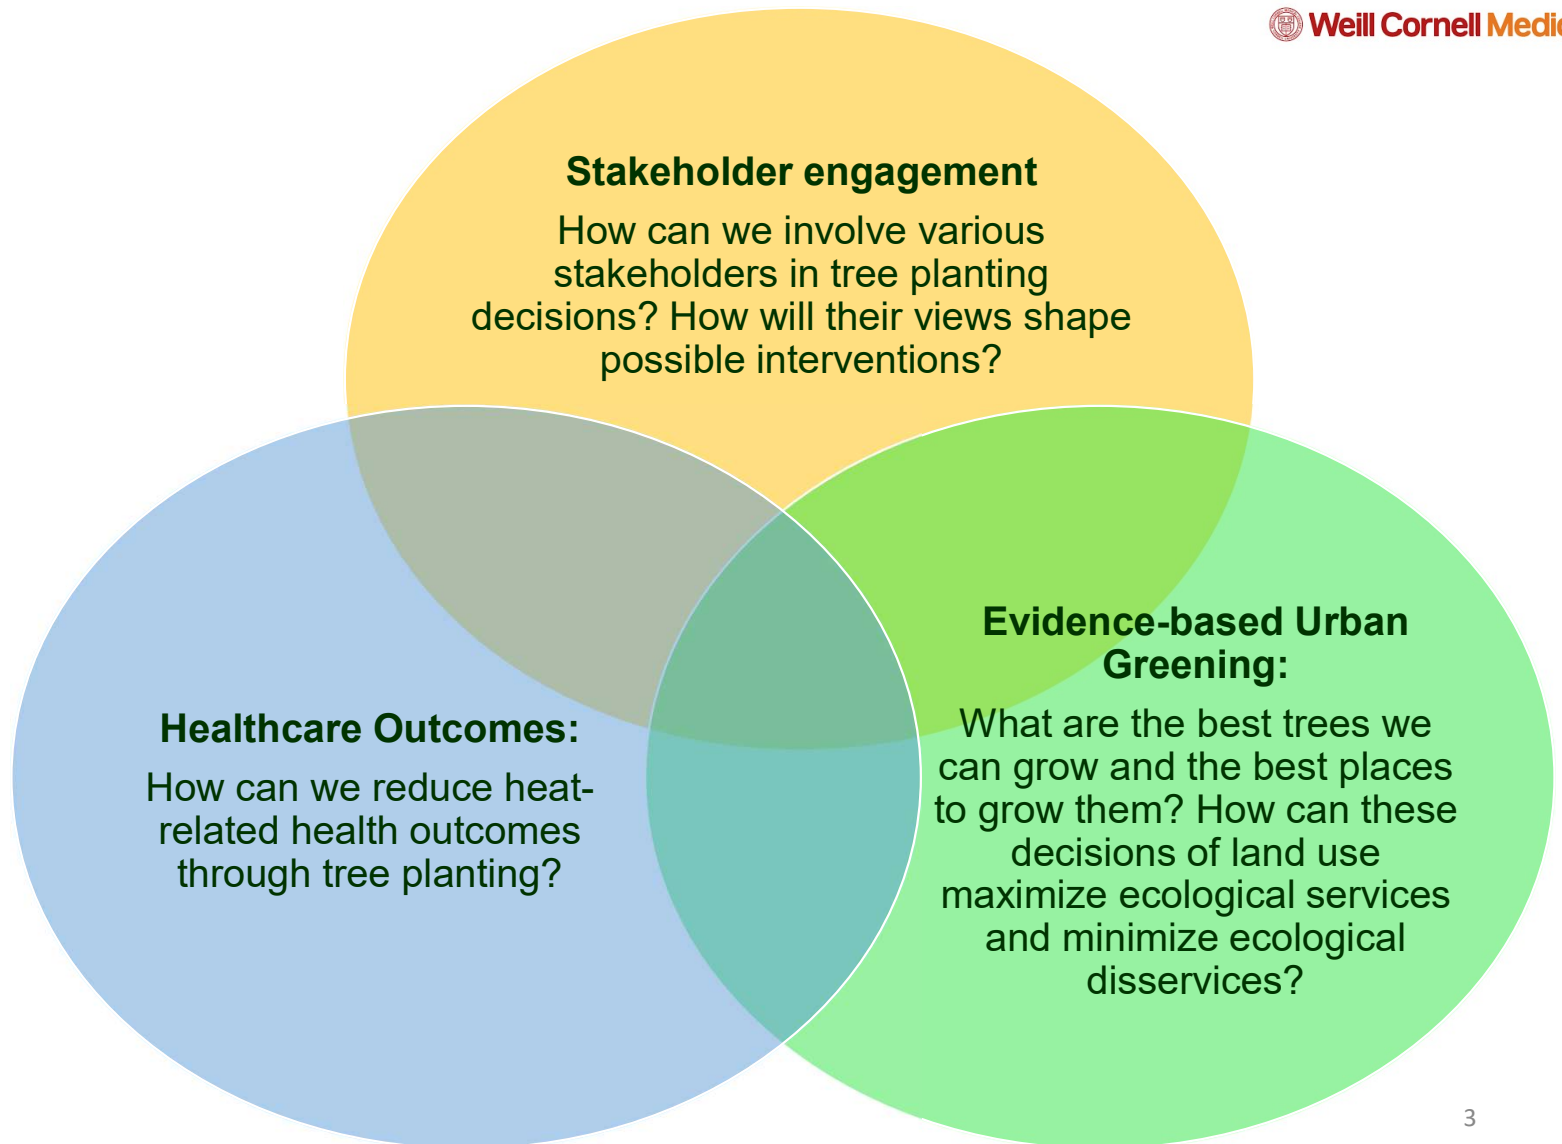 Weill Cornell Medic
Stakeholder engagement
How can we involve various
stakeholders in tree planting
decisions? How will their views shape
possible interventions?
Healthcare Outcomes:
How can we reduce heat-
related health outcomes
through tree planting?
Evidence-based Urban
Greening:
What are the best trees we
can grow and the best places
to grow them? How can these
decisions of land use
maximize ecological services
and minimize ecological
disservices?
3